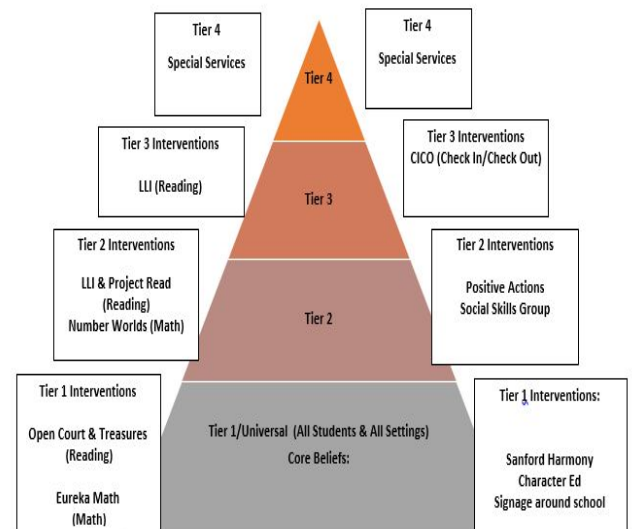 Tier 4
Special Services
Tier 4
Tier 4
Special Services
Tier 3 Interventions
LLI (Reading)
Tier 3
Tier 3 Interventions
CICO (Check In/Check Out)
Tier 2 Interventions
LLI & Project Read
(Reading)
Number Worlds (Math)
Tier 2
Tier 2 Interventions
Positive Actions
Social Skills Group
Tier 1 Interventions
Open Court & Treasures
(Reading)
Eureka Math
(Math)
Tier 1/Universal (All Students & All Settings)
Core Beliefs:
Tier 1 Interventions:
Sanford Harmony
Character Ed
Signage around school